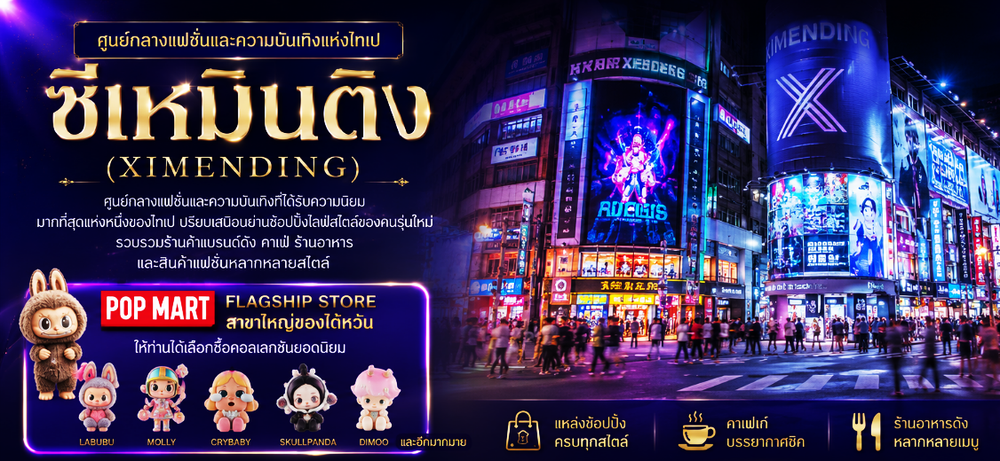 ศูนย์กลางแฟชั่นและความบันเทิงแห่งไทเป
ซีเหมินติง
(XIMENDING)
ศูนย์กลางแฟชั่นและความบันเทิงที่ได้รับความนิยม
มากที่สุดแห่งหนึ่งของไทเป เปรียบเสมือนย่านช้อปปิ้งไลฟ์สไตล์ของคนรุ่นใหม่
รวบรวมร้านค้าแบรนด์ดัง คาเฟ่ ร้านอาหาร
และสินค้าแฟชั่นหลากหลายสไตล์
POP MART
FLAGSHIP STORE
สาขาใหญ่ของไต้หวัน
ให้ท่านได้เลือกซื้อคอลเลกชันยอดนิยม
LABUBU
MOLLY
CRYBABY
SKULLPANDA
DIMOO
และอีกมากมาย
XIMENDING
X
แหล่งช้อปปิ้ง
ครบทุกสไตล์
คาเฟ่เก๋
บรรยากาศชิค
ร้านอาหารดัง
หลากหลายเมนู